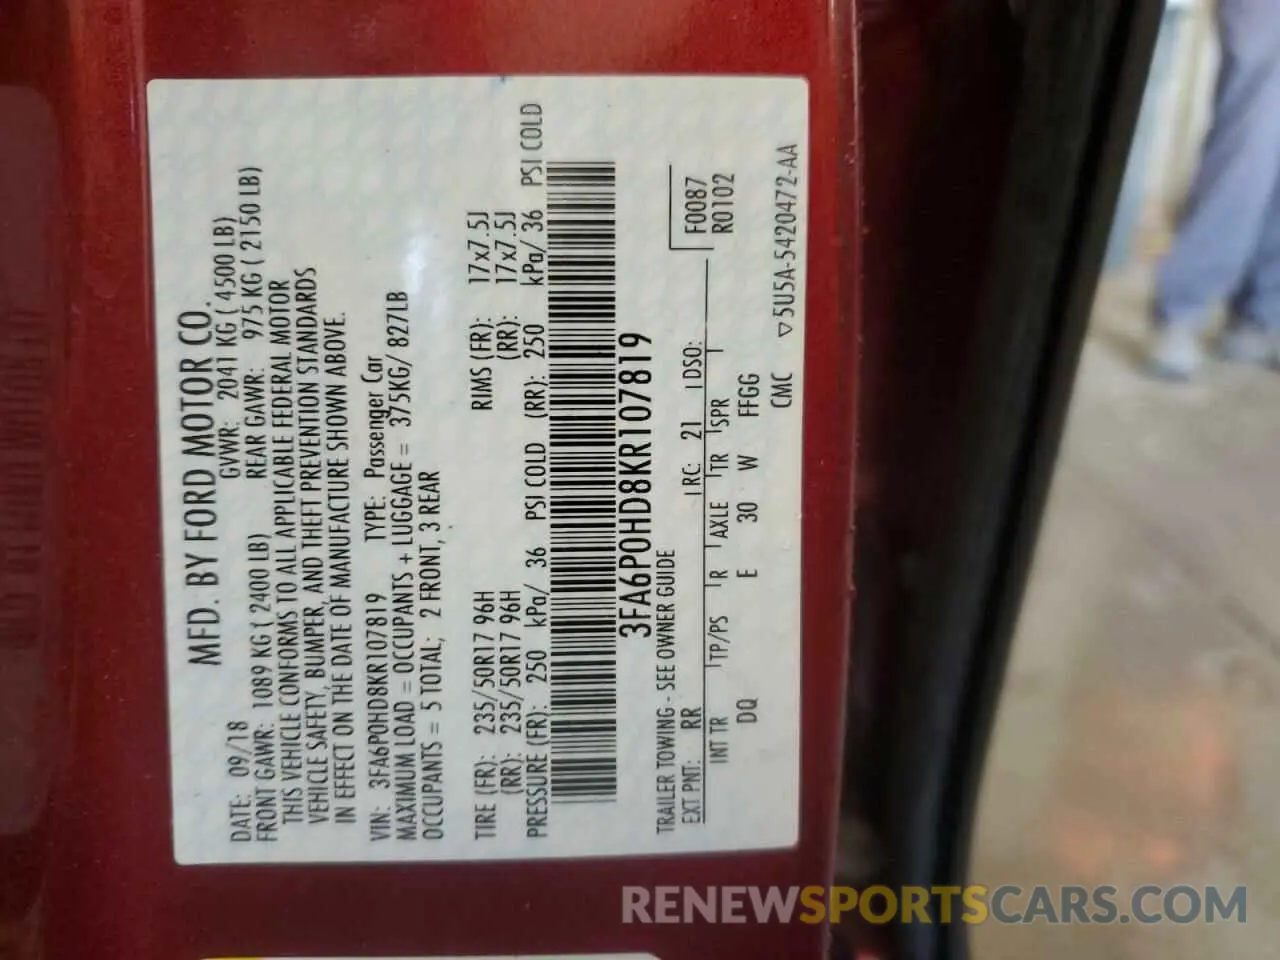 MFD. BY FORD MOTOR CO.
DATE: 09/18 GVWR: 2041 KG ( 4500 LB)
FRONT GAWR: 1089 KG ( 2400 LB) REAR GAWR: 975 KG ( 2150 LB)
THIS VEHICLE CONFORMS TO ALL APPLICABLE FEDERAL MOTOR
VEHICLE SAFETY, BUMPER, AND THEFT PREVENTION STANDARDS
IN EFFECT ON THE DATE OF MANUFACTURE SHOWN ABOVE.
VIN: 3FA6P0HD8KR107819 TYPE: Passenger Car
MAXIMUM LOAD = OCCUPANTS + LUGGAGE = 375KG/ 827LB
OCCUPANTS = 5 TOTAL; 2 FRONT, 3 REAR
TIRE (FR): 235/50R17 96H RIMS (FR): 17x7.5J
(RR): 235/50R17 96H (RR): 17x7.5J
PRESSURE (FR): 250 kPa/ 36 PSI COLD (RR): 250 kPa/ 36 PSI COLD
3FA6P0HD8KR107819
TRAILER TOWING - SEE OWNER GUIDE F0087
EXT PNT: RR RC: 21 DSO: R0102
INT TR TP/PS R AXLE TR SPR
DQ E 30 W FFGG
CMC ▽5U5A-5420472-AA
RENEWSPORTSCARS.COM